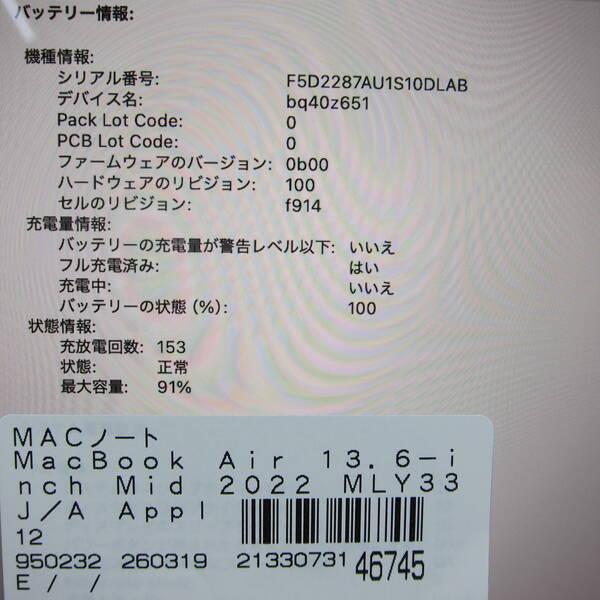 バッテリー情報:
機種情報:
シリアル番号: F5D2287AU1S10DLAB
デバイス名: bq40z651
Pack Lot Code: 0
PCB Lot Code: 0
ファームウェアのバージョン: 0b00
ハードウェアのリビジョン: 100
セルのリビジョン: f914
充電量情報:
バッテリーの充電量が警告レベル以下: いいえ
フル充電済み: はい
充電中: いいえ
バッテリーの状態 (%): 100
状態情報:
充放電回数: 153
状態: 正常
最大容量: 91%
MACノート
MacBook Air 13.6-i
nch Mid 2022 MLY33
J/A Appl
12
950232 260319 21330731 46745
E / /